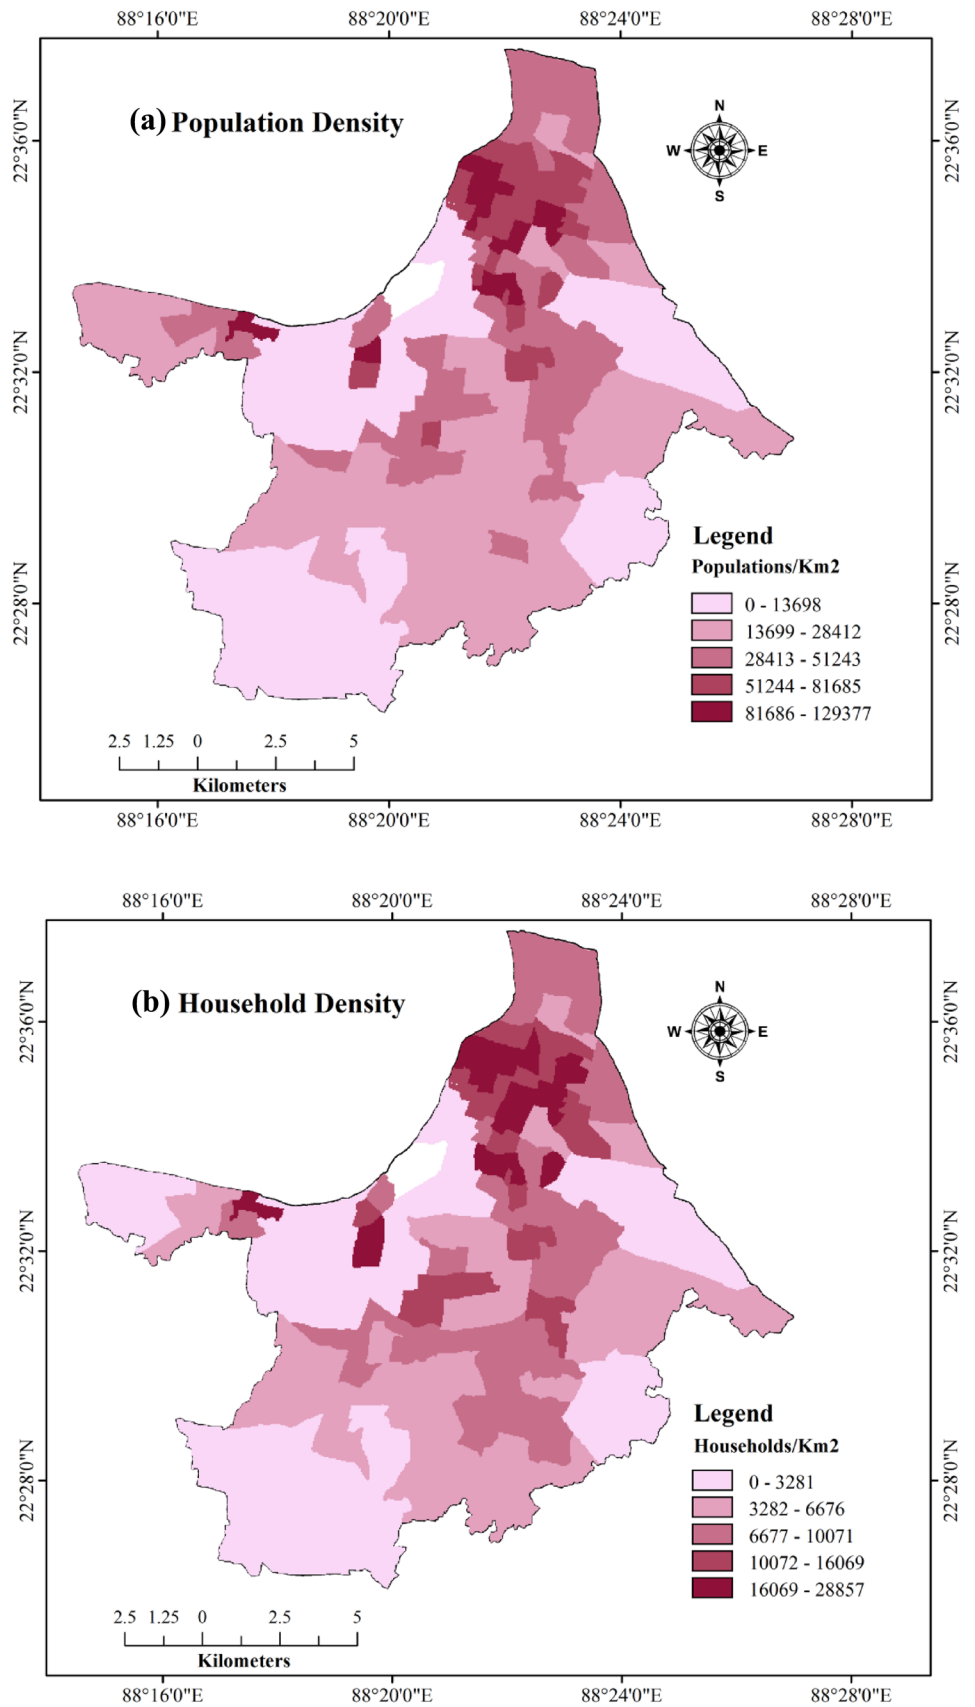 88°16'0"E 88°20'0"E 88°24'0"E 88°28'0"E
(a) Population Density
N
W E
S
22°36'0"N 22°36'0"N
22°32'0"N 22°32'0"N
22°28'0"N 22°28'0"N
Legend
Populations/Km2
0 - 13698
13699 - 28412
28413 - 51243
51244 - 81685
81686 - 129377
2.5 1.25 0 2.5 5
Kilometers
88°16'0"E 88°20'0"E 88°24'0"E 88°28'0"E
88°16'0"E 88°20'0"E 88°24'0"E 88°28'0"E
(b) Household Density
N
W E
S
22°36'0"N 22°36'0"N
22°32'0"N 22°32'0"N
22°28'0"N 22°28'0"N
Legend
Households/Km2
0 - 3281
3282 - 6676
6677 - 10071
10072 - 16069
16069 - 28857
2.5 1.25 0 2.5 5
Kilometers
88°16'0"E 88°20'0"E 88°24'0"E 88°28'0"E